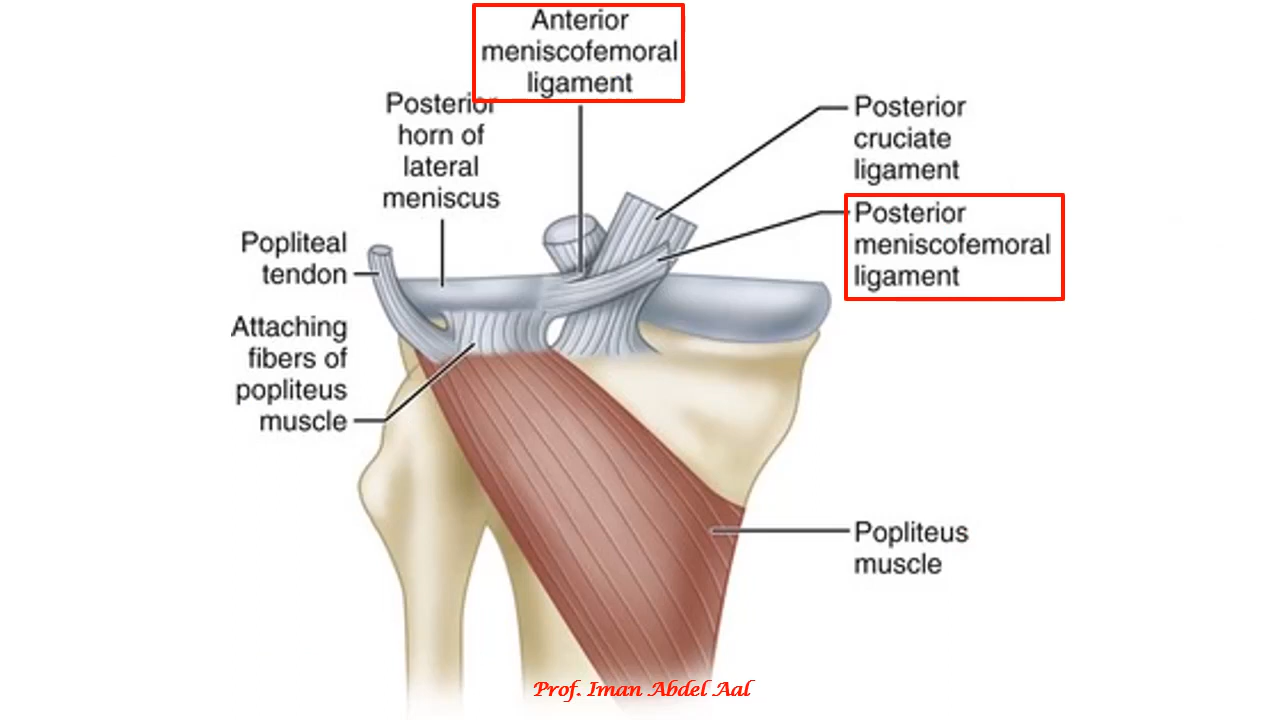 Anterior
meniscofemoral
ligament
Posterior
horn of
lateral
meniscus
Posterior
cruciate
ligament
Posterior
meniscofemoral
ligament
Popliteal
tendon
Attaching
fibers of
popliteus
muscle
Popliteus
muscle
Prof. Iman Abdel Aal